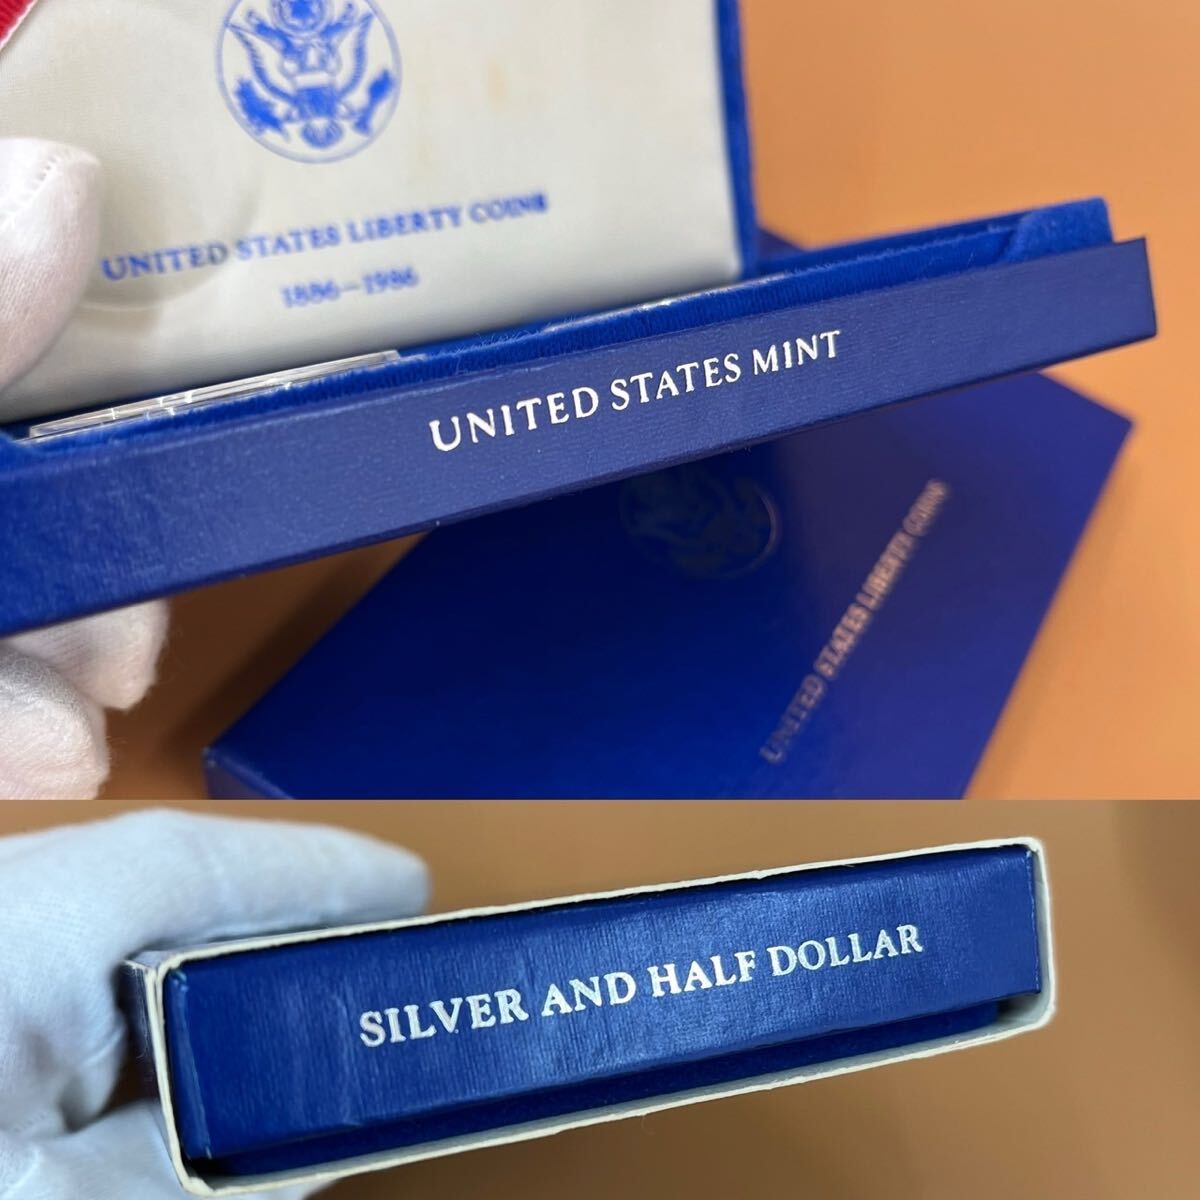 UNITED STATES LIBERTY COINS
1886–1986
UNITED STATES MINT
UNITED STATES LIBERTY COINS
SILVER AND HALF DOLLAR